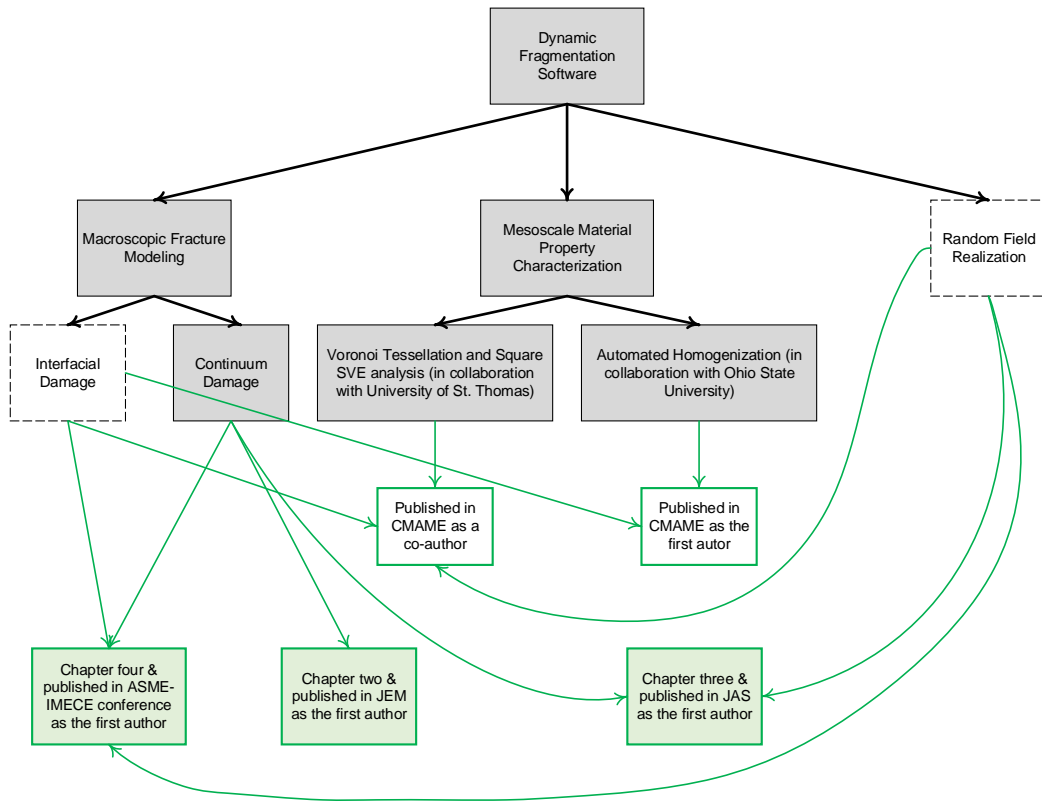 Dynamic
Fragmentation
Software
Macroscopic Fracture
Modeling
Mesoscale Material
Property
Characterization
Random Field
Realization
Interfacial
Damage
Continuum
Damage
Voronoi Tessellation and Square
SVE analysis (in collaboration
with University of St. Thomas)
Automated Homogenization (in
collaboration with Ohio State
University)
Published in
CMAME as a
co-author
Published in
CMAME as the
first autor
Chapter four &
published in ASME-
IMECE conference
as the first author
Chapter two &
published in JEM
as the first author
Chapter three &
published in JAS
as the first author